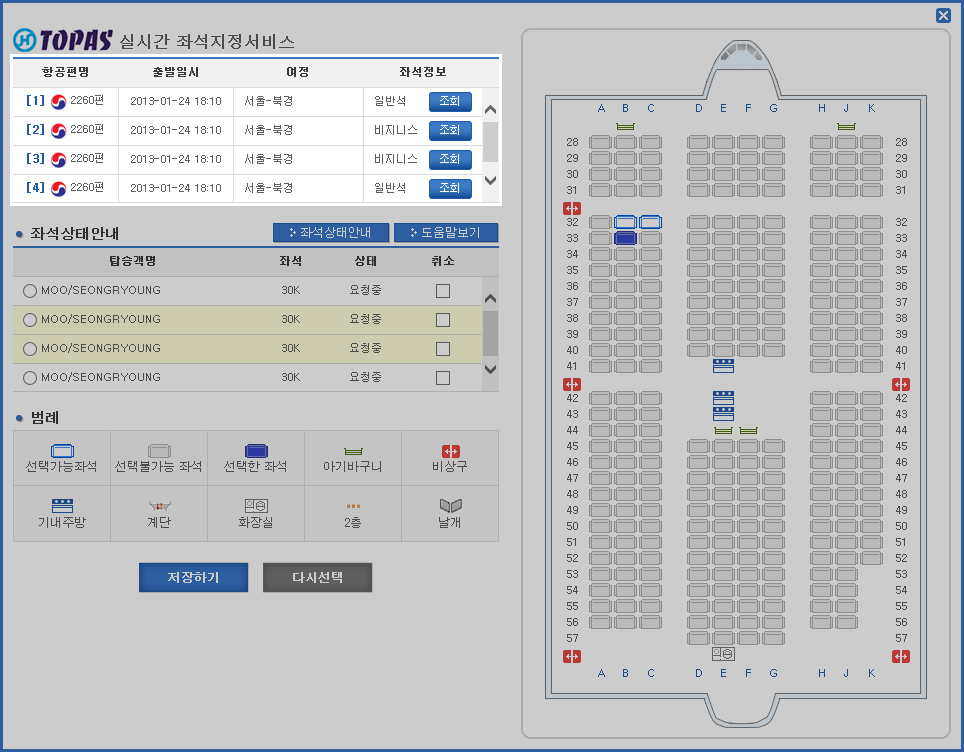 TOPAS 실시간 좌석지정서비스
항공편명 출발일시 여정 좌석정보
[1] 2260편 2013-01-24 18:10 서울-북경 일반석 조회
[2] 2260편 2013-01-24 18:10 서울-북경 비지니스 조회
[3] 2260편 2013-01-24 18:10 서울-북경 비지니스 조회
[4] 2260편 2013-01-24 18:10 서울-북경 일반석 조회
좌석상태안내 좌석상태안내 도움말보기
탑승객명 좌석 상태 취소
MOO/SEONGRYOUNG 30K 요청중
MOO/SEONGRYOUNG 30K 요청중
MOO/SEONGRYOUNG 30K 요청중
MOO/SEONGRYOUNG 30K 요청중
범례
선택가능좌석 선택불가능 좌석 선택한 좌석 아기바구니 비상구
기내주방 계단 화장실 2층 날개
저장하기 다시선택
A B C D E F G H J K
28 28
29 29
30 30
31 31
32 32
33 33
34 34
35 35
36 36
37 37
38 38
39 39
40 40
41 41
42 42
43 43
44 44
45 45
46 46
47 47
48 48
49 49
50 50
51 51
52 52
53 53
54 54
55 55
56 56
57 57
A B C D E F G H J K